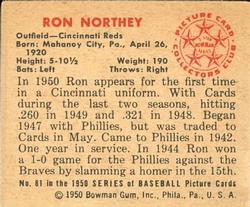 RON NORTHEY
Outfield—Cincinnati Reds
Born: Mahanoy City, Pa., April 26,
1920
Height: 5-10½ Weight: 190
Bats: Left Throws: Right
PICTURE CARD
COLLECTORS CLUB
In 1950 Ron appears for the first time
in a Cincinnati uniform. With Cards
during the last two seasons, hitting
.260 in 1949 and .321 in 1948. Began
1947 with Phillies, but was traded to
Cards in May. Came to Phillies in 1942.
One year in service. In 1944 Ron won
a 1-0 game for the Phillies against the
Braves by slamming a homer in the 15th.
No. 81 in the 1950 SERIES of BASEBALL Picture Cards
©1950 Bowman Gum, Inc., Phila., Pa., U. S. A.